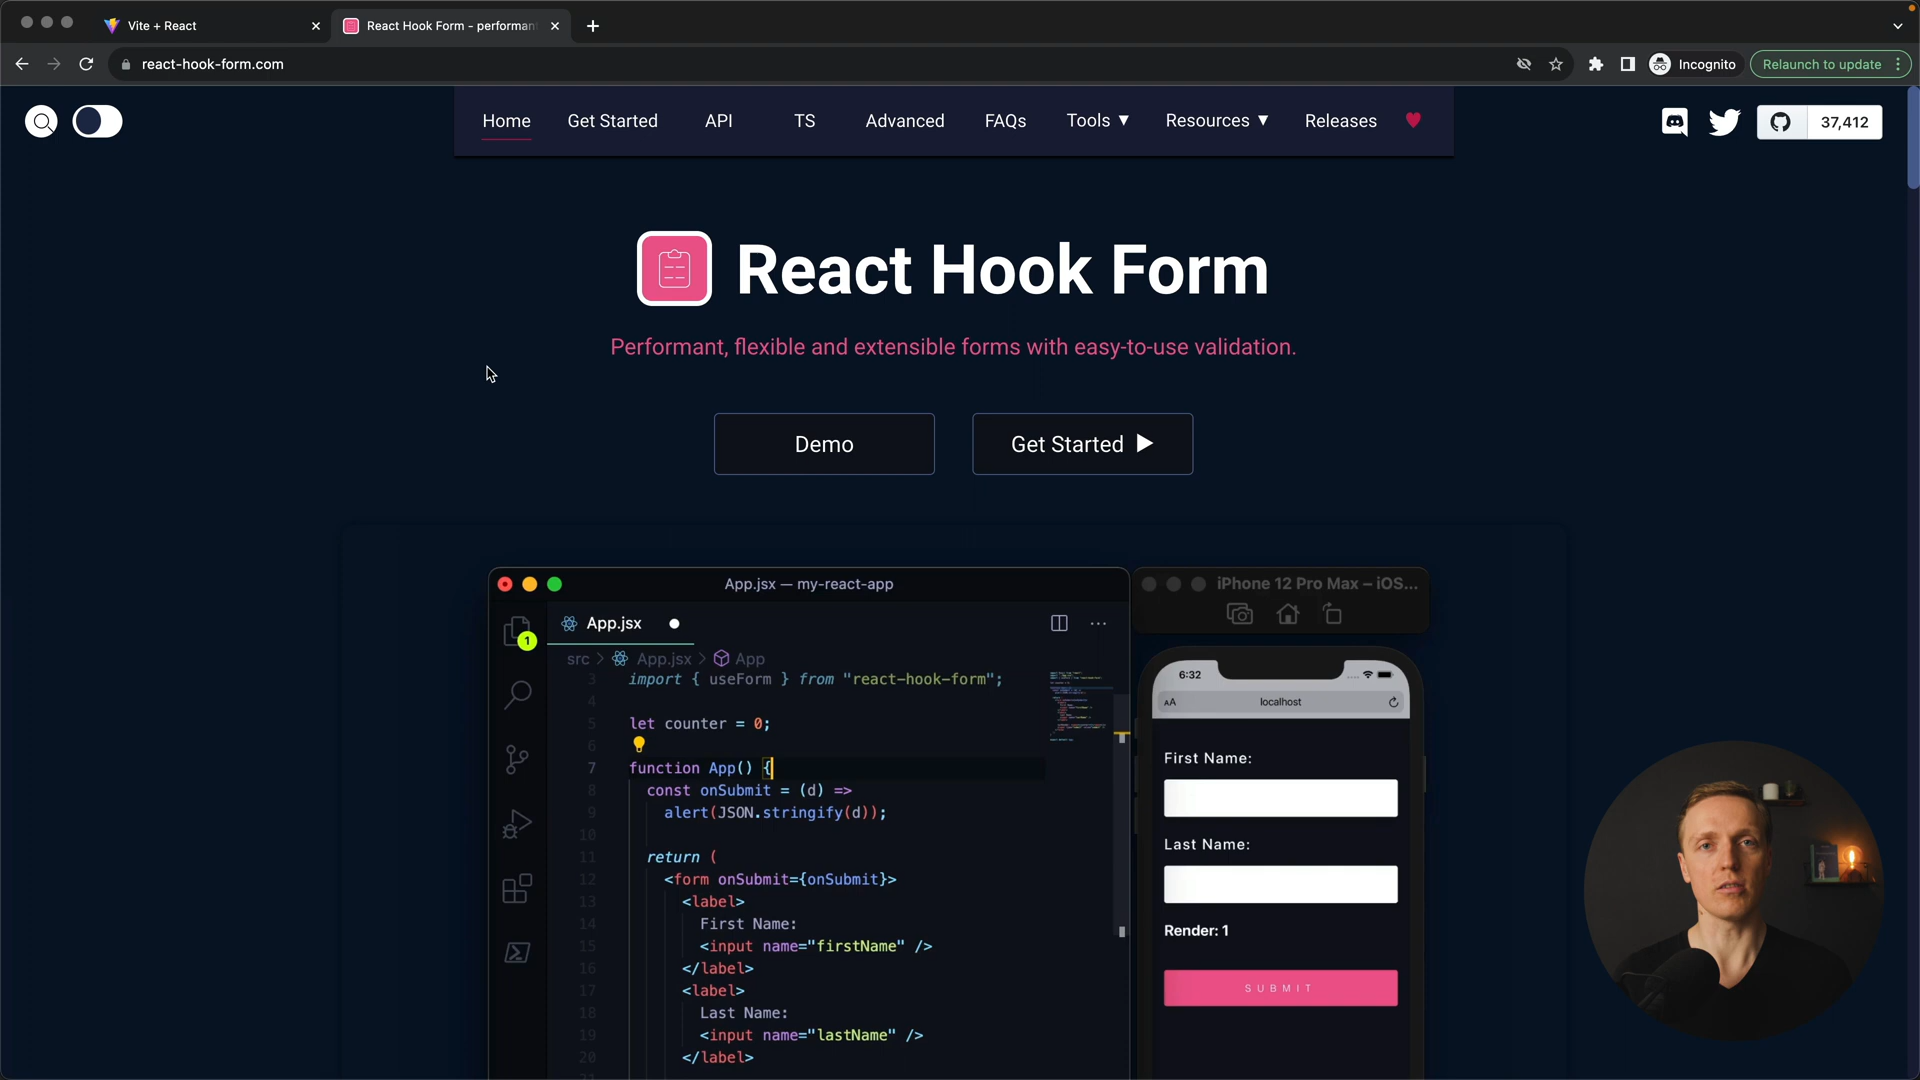 Vite + React
React Hook Form - performan
react-hook-form.com
Incognito
Relaunch to update
Home
Get Started
API
TS
Advanced
FAQs
Tools ▼
Resources ▼
Releases
37,412
React Hook Form
Performant, flexible and extensible forms with easy-to-use validation.
Demo
Get Started
App.jsx — my-react-app
App.jsx
1
src > App.jsx > App
3 import { useForm } from "react-hook-form";
4
5 let counter = 0;
6
7 function App() {
8 const onSubmit = (d) =>
9 alert(JSON.stringify(d));
10
11 return (
12 <form onSubmit={onSubmit}>
13 <label>
14 First Name:
15 <input name="firstName" />
16 </label>
17 <label>
18 Last Name:
19 <input name="lastName" />
20 </label>
iPhone 12 Pro Max – iOS...
6:32
AA
localhost
First Name:
Last Name:
Render: 1
SUBMIT